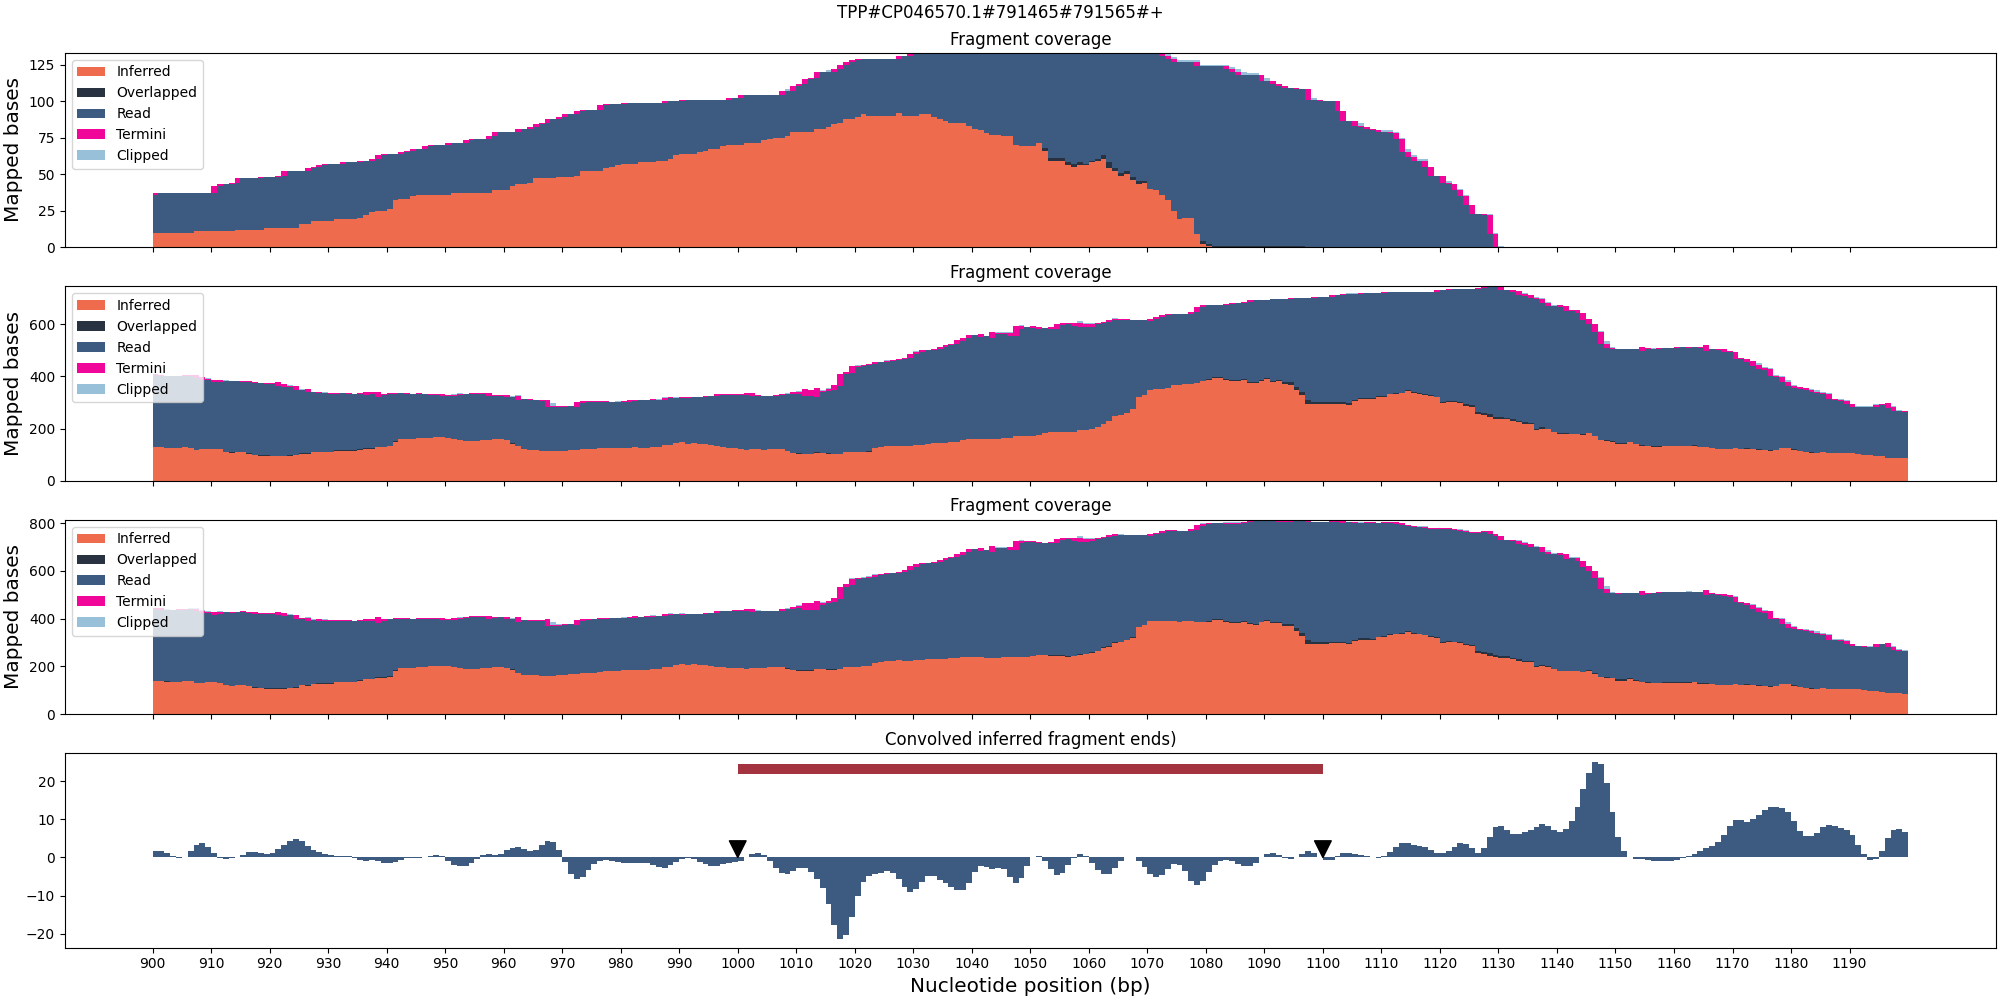 TPP#CP046570.1#791465#791565#+
Fragment coverage
Mapped bases
125
100
75
50
25
0
Inferred
Overlapped
Read
Termini
Clipped
Fragment coverage
Mapped bases
600
400
200
0
Inferred
Overlapped
Read
Termini
Clipped
Fragment coverage
Mapped bases
800
600
400
200
0
Inferred
Overlapped
Read
Termini
Clipped
Convolved inferred fragment ends)
20
10
0
−10
−20
900 910 920 930 940 950 960 970 980 990 1000 1010 1020 1030 1040 1050 1060 1070 1080 1090 1100 1110 1120 1130 1140 1150 1160 1170 1180 1190
Nucleotide position (bp)